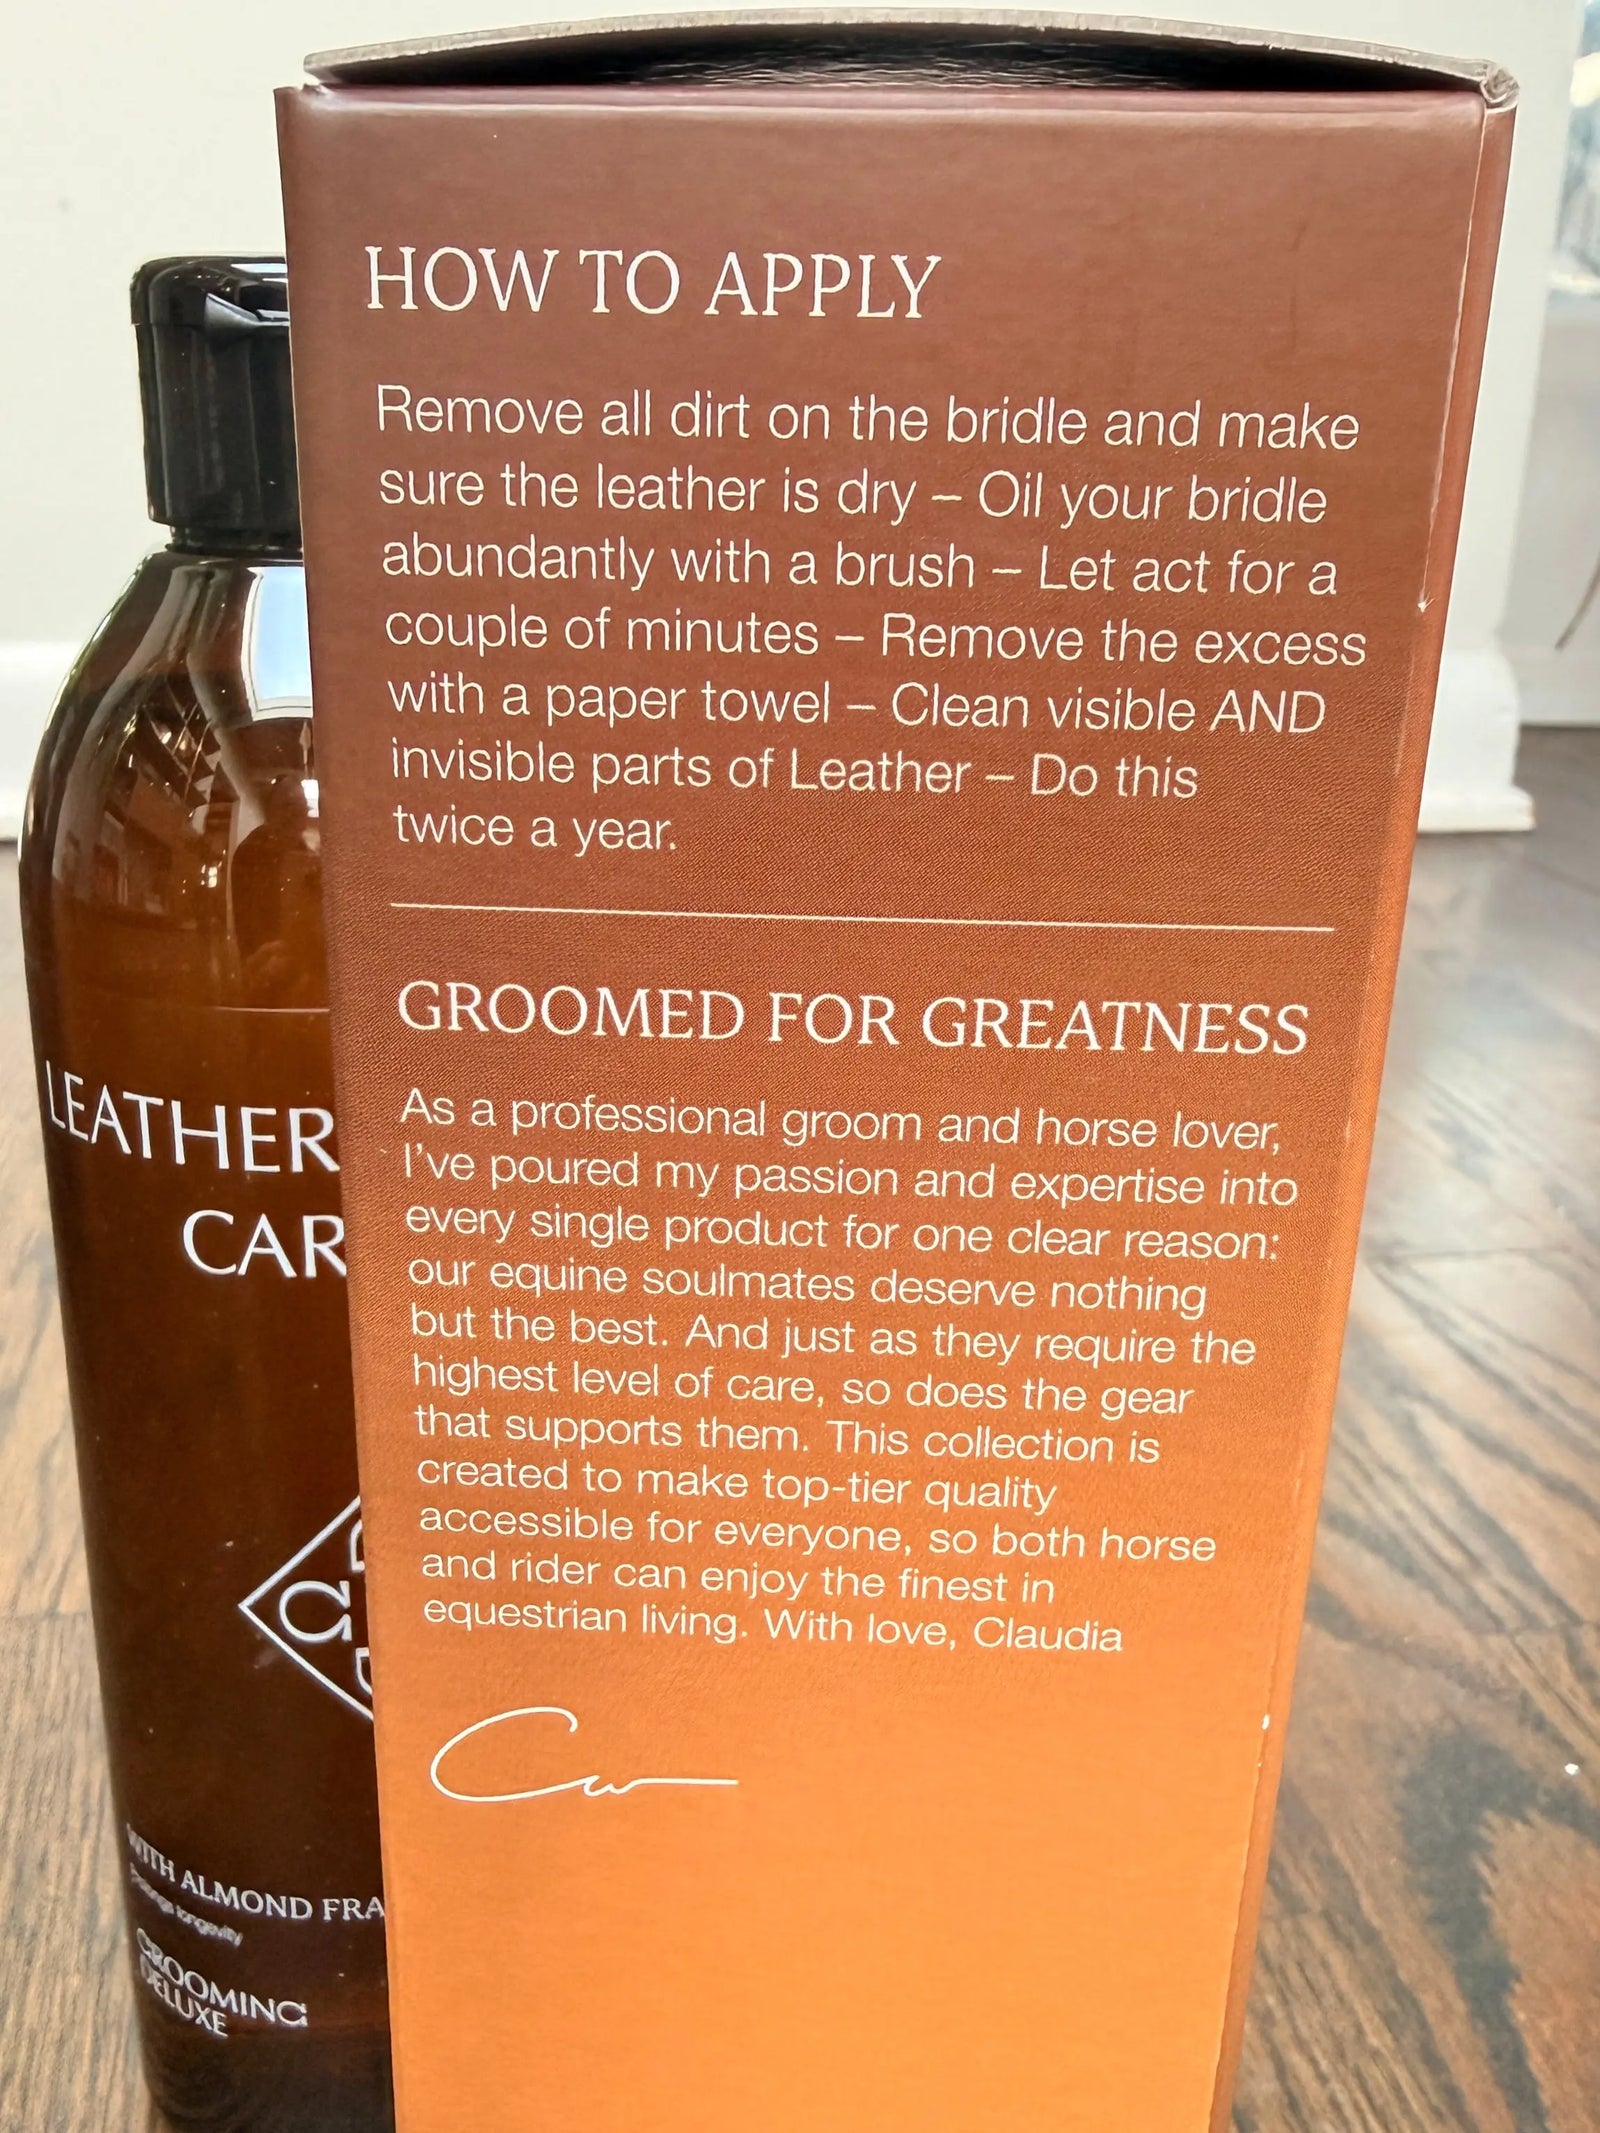 HOW TO APPLY
Remove all dirt on the bridle and make
sure the leather is dry – Oil your bridle
abundantly with a brush – Let act for a
couple of minutes – Remove the excess
with a paper towel – Clean visible AND
invisible parts of Leather – Do this
twice a year.
GROOMED FOR GREATNESS
As a professional groom and horse lover,
I've poured my passion and expertise into
every single product for one clear reason:
our equine soulmates deserve nothing
but the best. And just as they require the
highest level of care, so does the gear
that supports them. This collection is
created to make top-tier quality
accessible for everyone, so both horse
and rider can enjoy the finest in
equestrian living. With love, Claudia
LEATHER
CAR
WITH ALMOND FRA
longevity
GROOMING
DELUXE